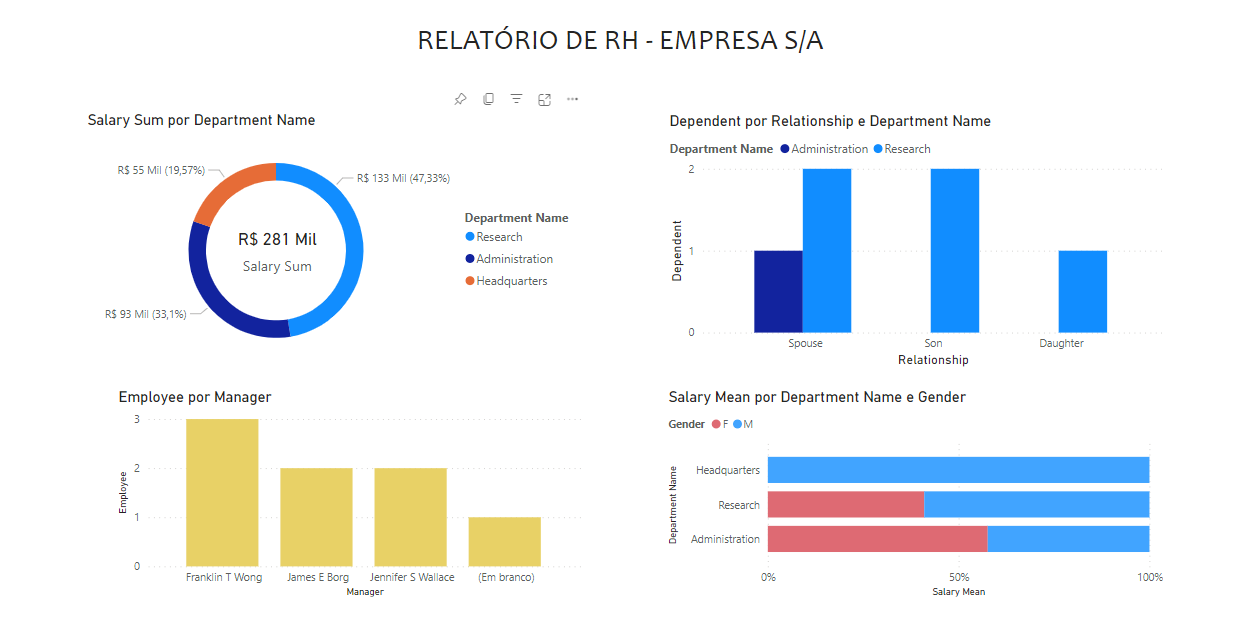 RELATÓRIO DE RH - EMPRESA S/A
Salary Sum por Department Name
R$ 55 Mil (19,57%)
R$ 133 Mil (47,33%)
R$ 281 Mil
Salary Sum
R$ 93 Mil (33,1%)
Department Name
Research
Administration
Headquarters
Dependent por Relationship e Department Name
Department Name Administration Research
Dependent
2
1
0
Spouse Son Daughter
Relationship
Employee por Manager
Employee
3
2
1
0
Franklin T Wong James E Borg Jennifer S Wallace (Em branco)
Manager
Salary Mean por Department Name e Gender
Gender F M
Department Name
Headquarters
Research
Administration
0% 50% 100%
Salary Mean